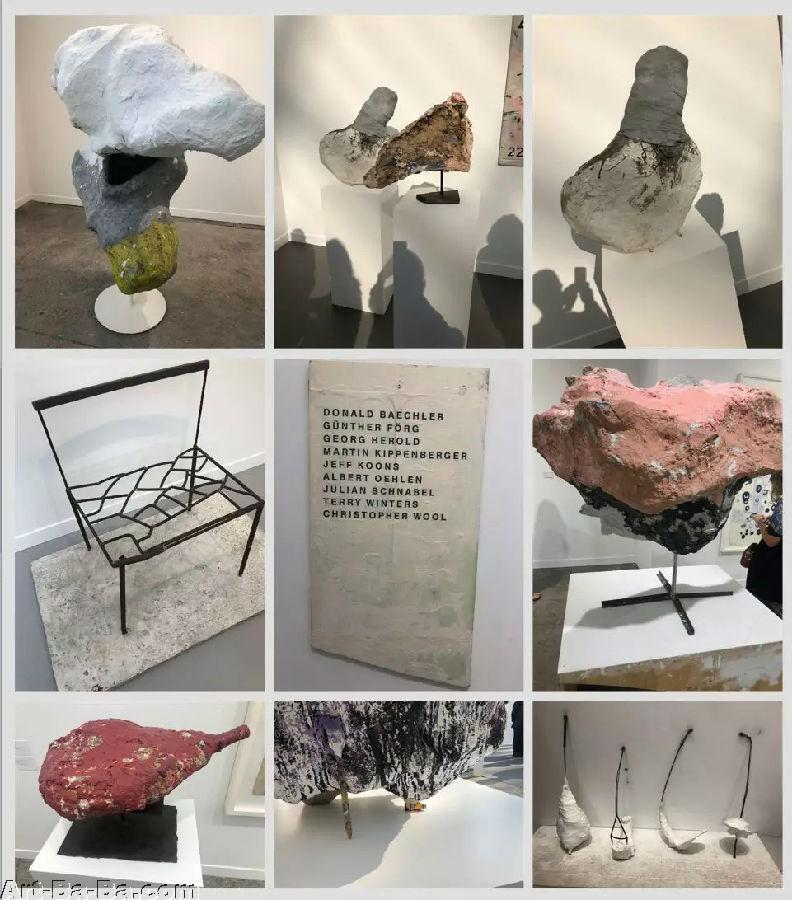 22
DONALD BAECHLER
GÜNTHER FÖRG
GEORG HEROLD
MARTIN KIPPENBERGER
JEFF KOONS
ALBERT OEHLEN
JULIAN SCHNABEL
TERRY WINTERS
CHRISTOPHER WOOL
Art-Ba-Ba.com